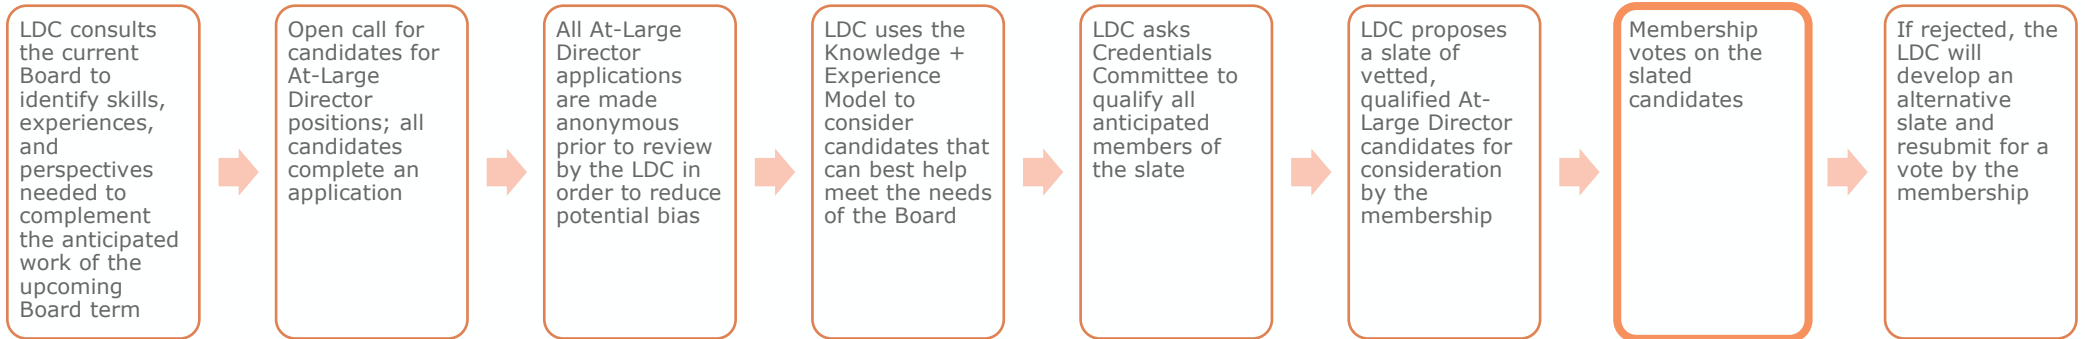 LDC consults
the current
Board to
identify skills,
experiences,
and
perspectives
needed to
complement
the anticipated
work of the
upcoming
Board term
Open call for
candidates for
At-Large
Director
positions; all
candidates
complete an
application
All At-Large
Director
applications
are made
anonymous
prior to review
by the LDC in
order to reduce
potential bias
LDC uses the
Knowledge +
Experience
Model to
consider
candidates that
can best help
meet the needs
of the Board
LDC asks
Credentials
Committee to
qualify all
anticipated
members of
the slate
LDC proposes
a slate of
vetted,
qualified At-
Large Director
candidates for
consideration
by the
membership
Membership
votes on the
slated
candidates
If rejected, the
LDC will
develop an
alternative
slate and
resubmit for a
vote by the
membership